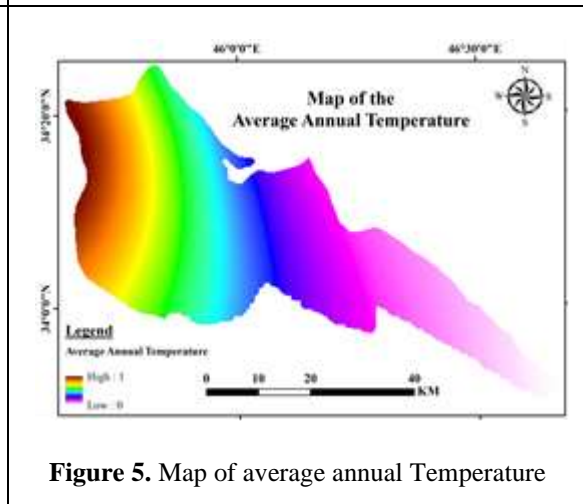 46°0'0"E 46°30'0"E
N
W E
S
Map of the
Average Annual Temperature
34°20'0"N
34°0'0"N
Legend
Average Annual Temperature
High : 1
Low : 0
0 10 20 40
KM
Figure 5. Map of average annual Temperature